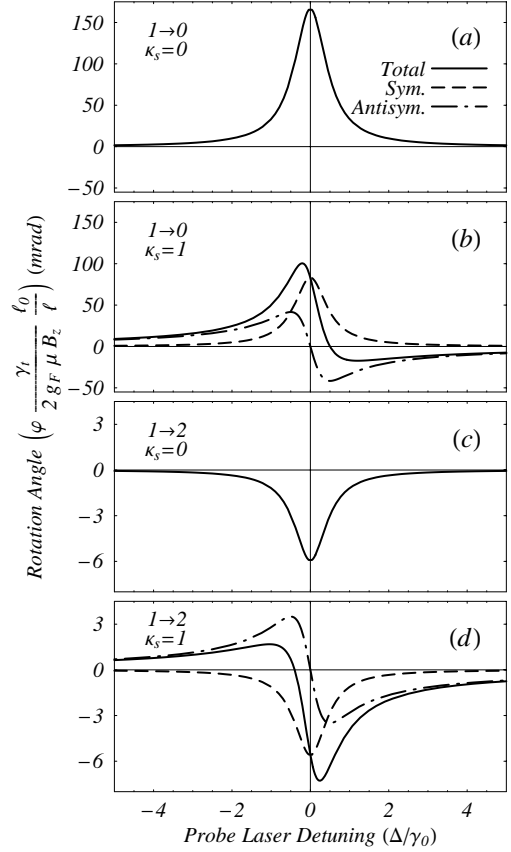 1→0
κs=0
(a)
Total
Sym.
Antisym.
150
100
50
0
−50
1→0
κs=1
(b)
150
100
50
0
−50
1→2
κs=0
(c)
3
0
−3
−6
1→2
κs=1
(d)
3
0
−3
−6
−4 −2 0 2 4
Probe Laser Detuning (Δ/γ0)
Rotation Angle (φ γt / 2 gF μ Bz ℓ0 / ℓ) (mrad)